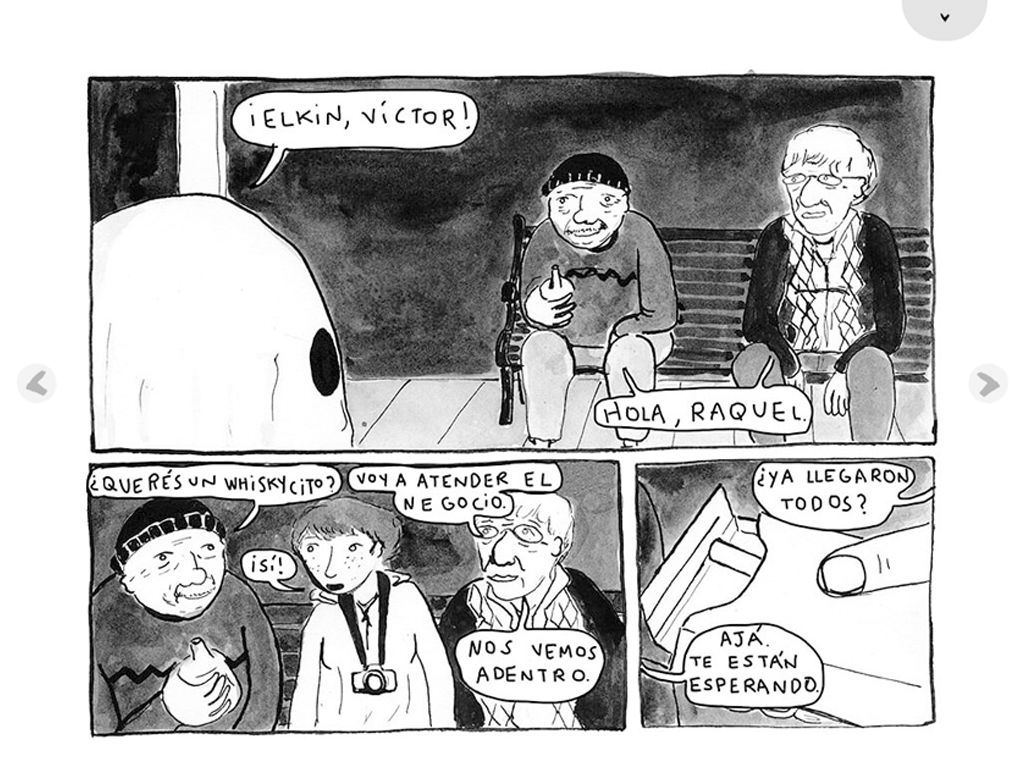 ¡ELKIN, VÍCTOR!
HOLA, RAQUEL.
¿QUERÉS UN WHISKYCITO?
¡SÍ!
VOY A ATENDER EL
NEGOCIO.
NOS VEMOS
ADENTRO.
¿YA LLEGARON
TODOS?
AJÁ.
TE ESTÁN
ESPERANDO.